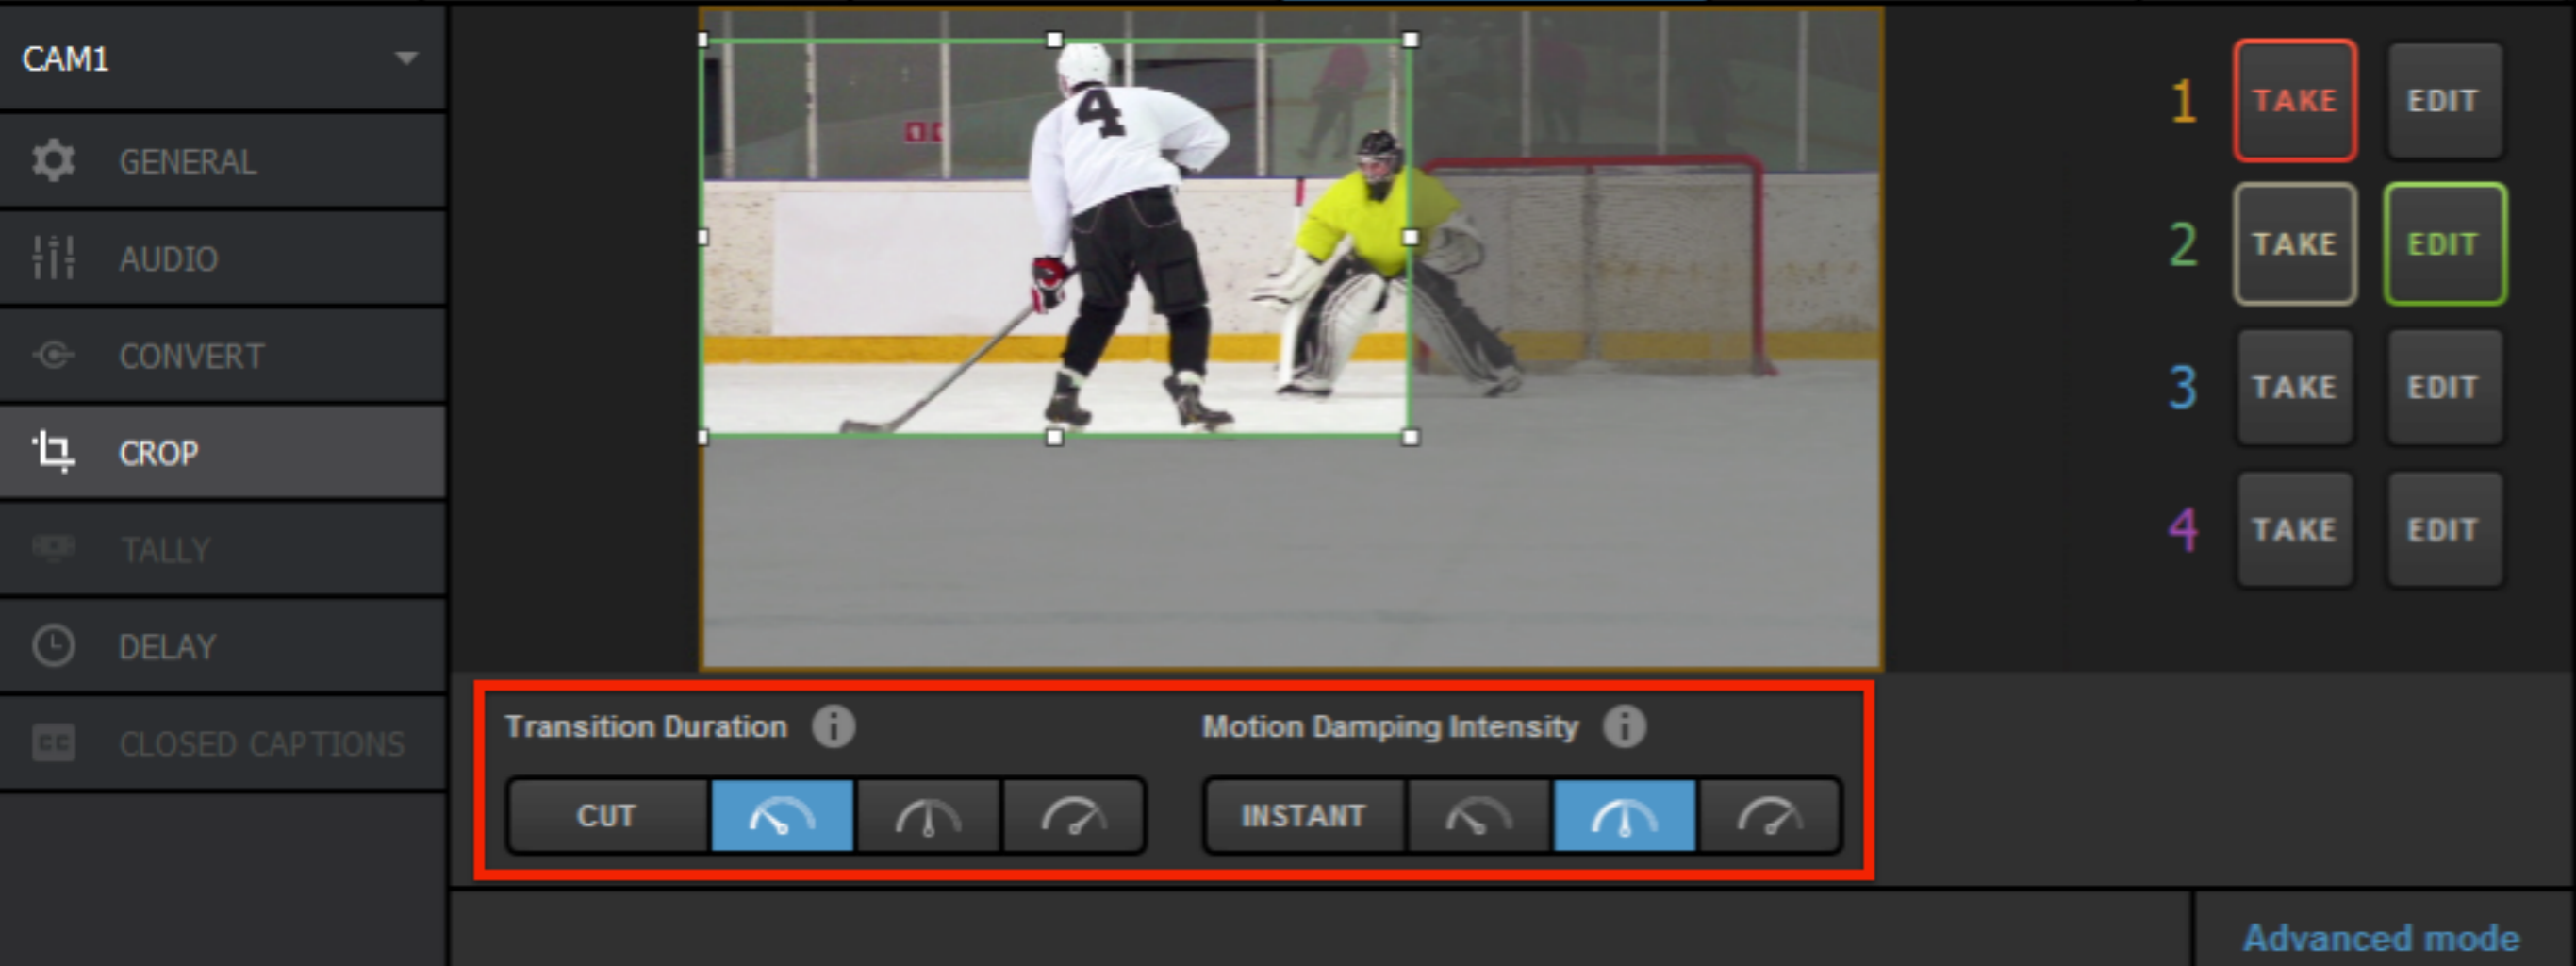 CAM1
GENERAL
AUDIO
CONVERT
CROP
TALLY
DELAY
CC CLOSED CAPTIONS
4
1 TAKE EDIT
2 TAKE EDIT
3 TAKE EDIT
4 TAKE EDIT
Transition Duration i
CUT
Motion Damping Intensity i
INSTANT
Advanced mode